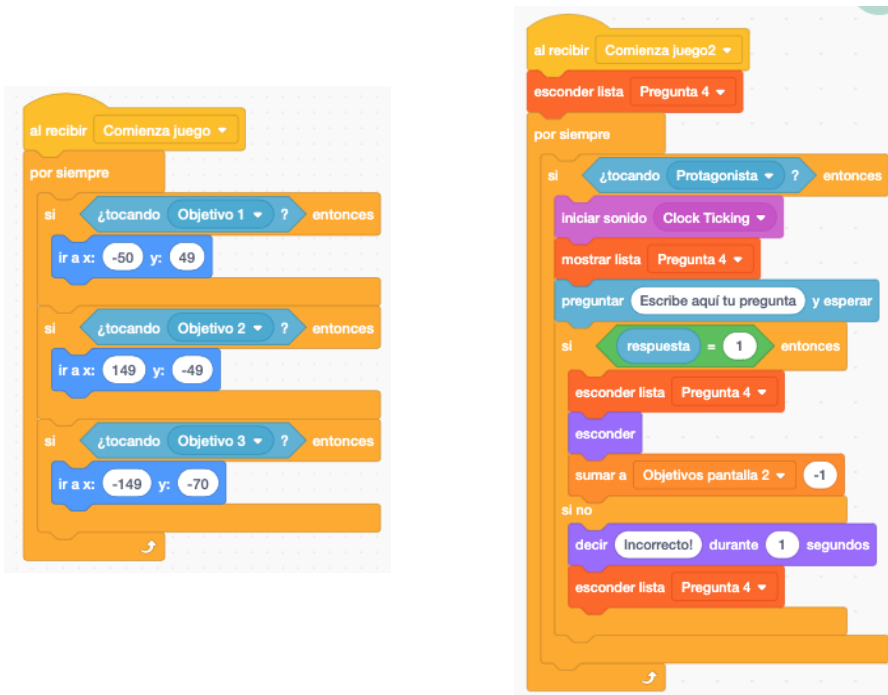 al recibir Comienza juego
por siempre
si ¿tocando Objetivo 1 ? entonces
ir a x: -50 y: 49
si ¿tocando Objetivo 2 ? entonces
ir a x: 149 y: -49
si ¿tocando Objetivo 3 ? entonces
ir a x: -149 y: -70
al recibir Comienza juego2
esconder lista Pregunta 4
por siempre
si ¿tocando Protagonista ? entonces
iniciar sonido Clock Ticking
mostrar lista Pregunta 4
preguntar Escribe aquí tu pregunta y esperar
si respuesta = 1 entonces
esconder lista Pregunta 4
esconder
sumar a Objetivos pantalla 2 -1
si no
decir Incorrecto! durante 1 segundos
esconder lista Pregunta 4